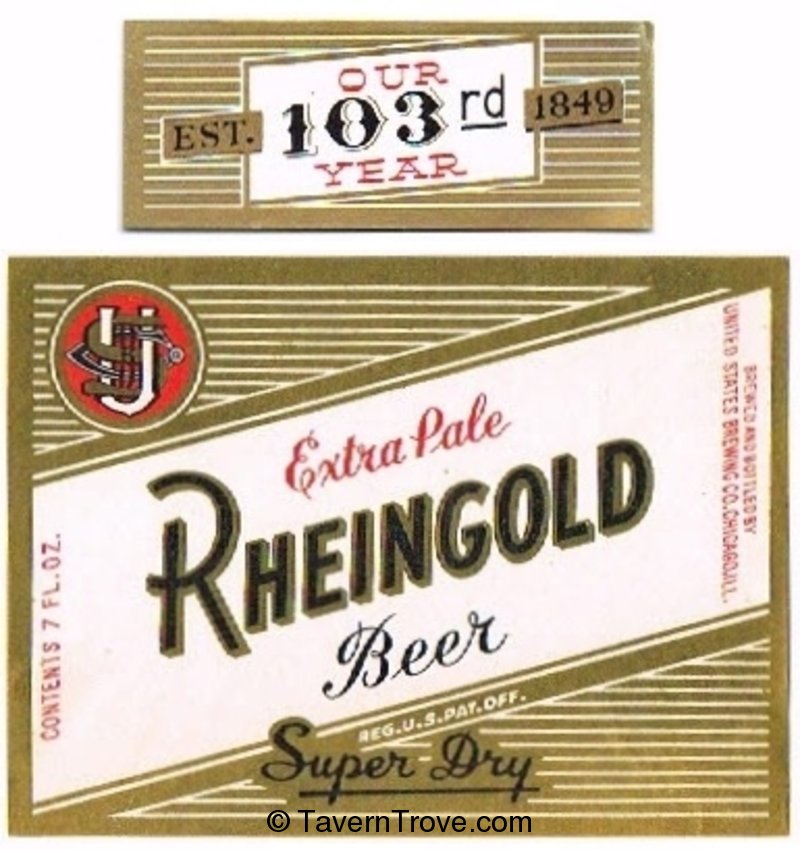 OUR
EST. 103rd 1849
YEAR
Extra Pale
RHEINGOLD
Beer
REG.U.S.PAT.OFF.
Super Dry
CONTENTS 7 FL.OZ.
BREWED AND BOTTLED BY
UNITED STATES BREWING CO., CHICAGO, ILL.
© TavernTrove.com